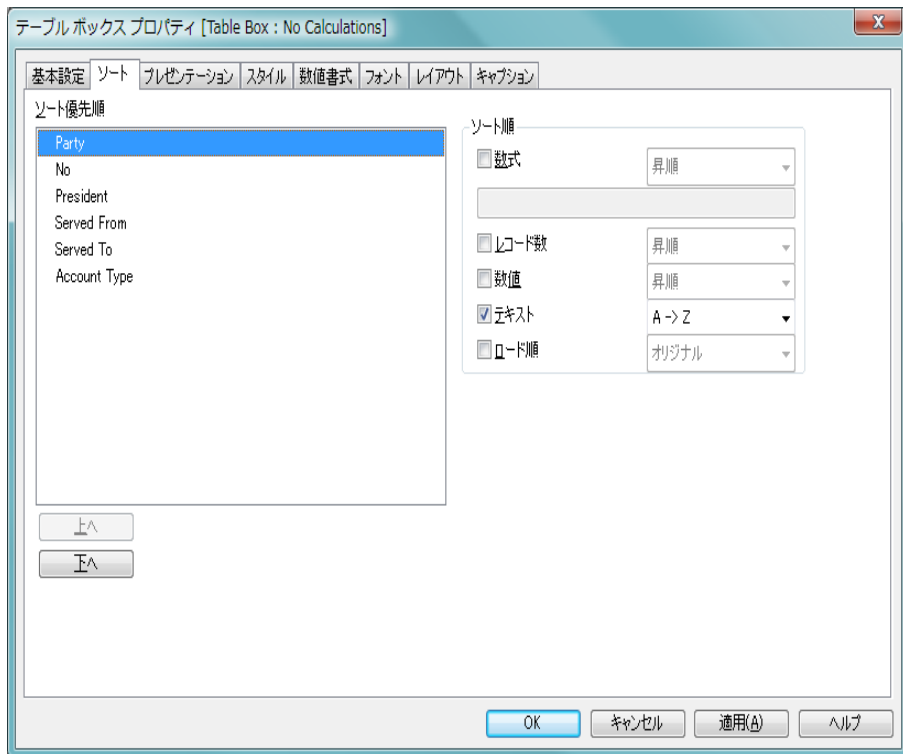 テーブル ボックス プロパティ [Table Box : No Calculations]
基本設定 ソート プレゼンテーション スタイル 数値書式 フォント レイアウト キャプション
ソート優先順
Party
No
President
Served From
Served To
Account Type
上へ
下へ
ソート順
数式 昇順
レコード数 昇順
数値 昇順
テキスト A -> Z
ロード順 オリジナル
OK キャンセル 適用(A) ヘルプ